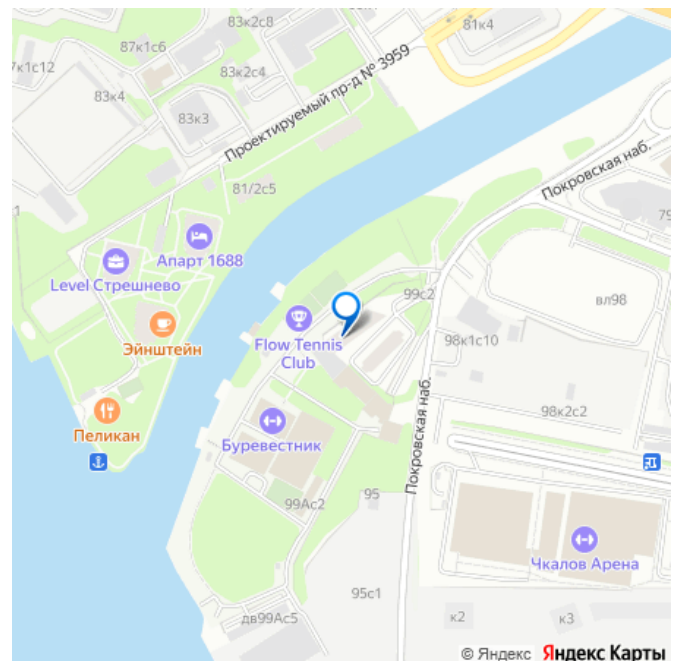 83к2с8
81к4
87к1с6
7к1с12
83к2с4
83к4
83к3
Проектируемый пр-д № 3959
Покровская наб.
81/2с5
79
1
Апарт 1688
Level Стрешнево
99с2
вл98
Эйнштейн
Flow Tennis
Club
98к1с10
Покровская наб.
98к2с2
Пеликан
Буревестник
99Ас2
95
Чкалов Арена
95с1
дв99Ас5
к2
к3
© Яндекс Яндекс Карты